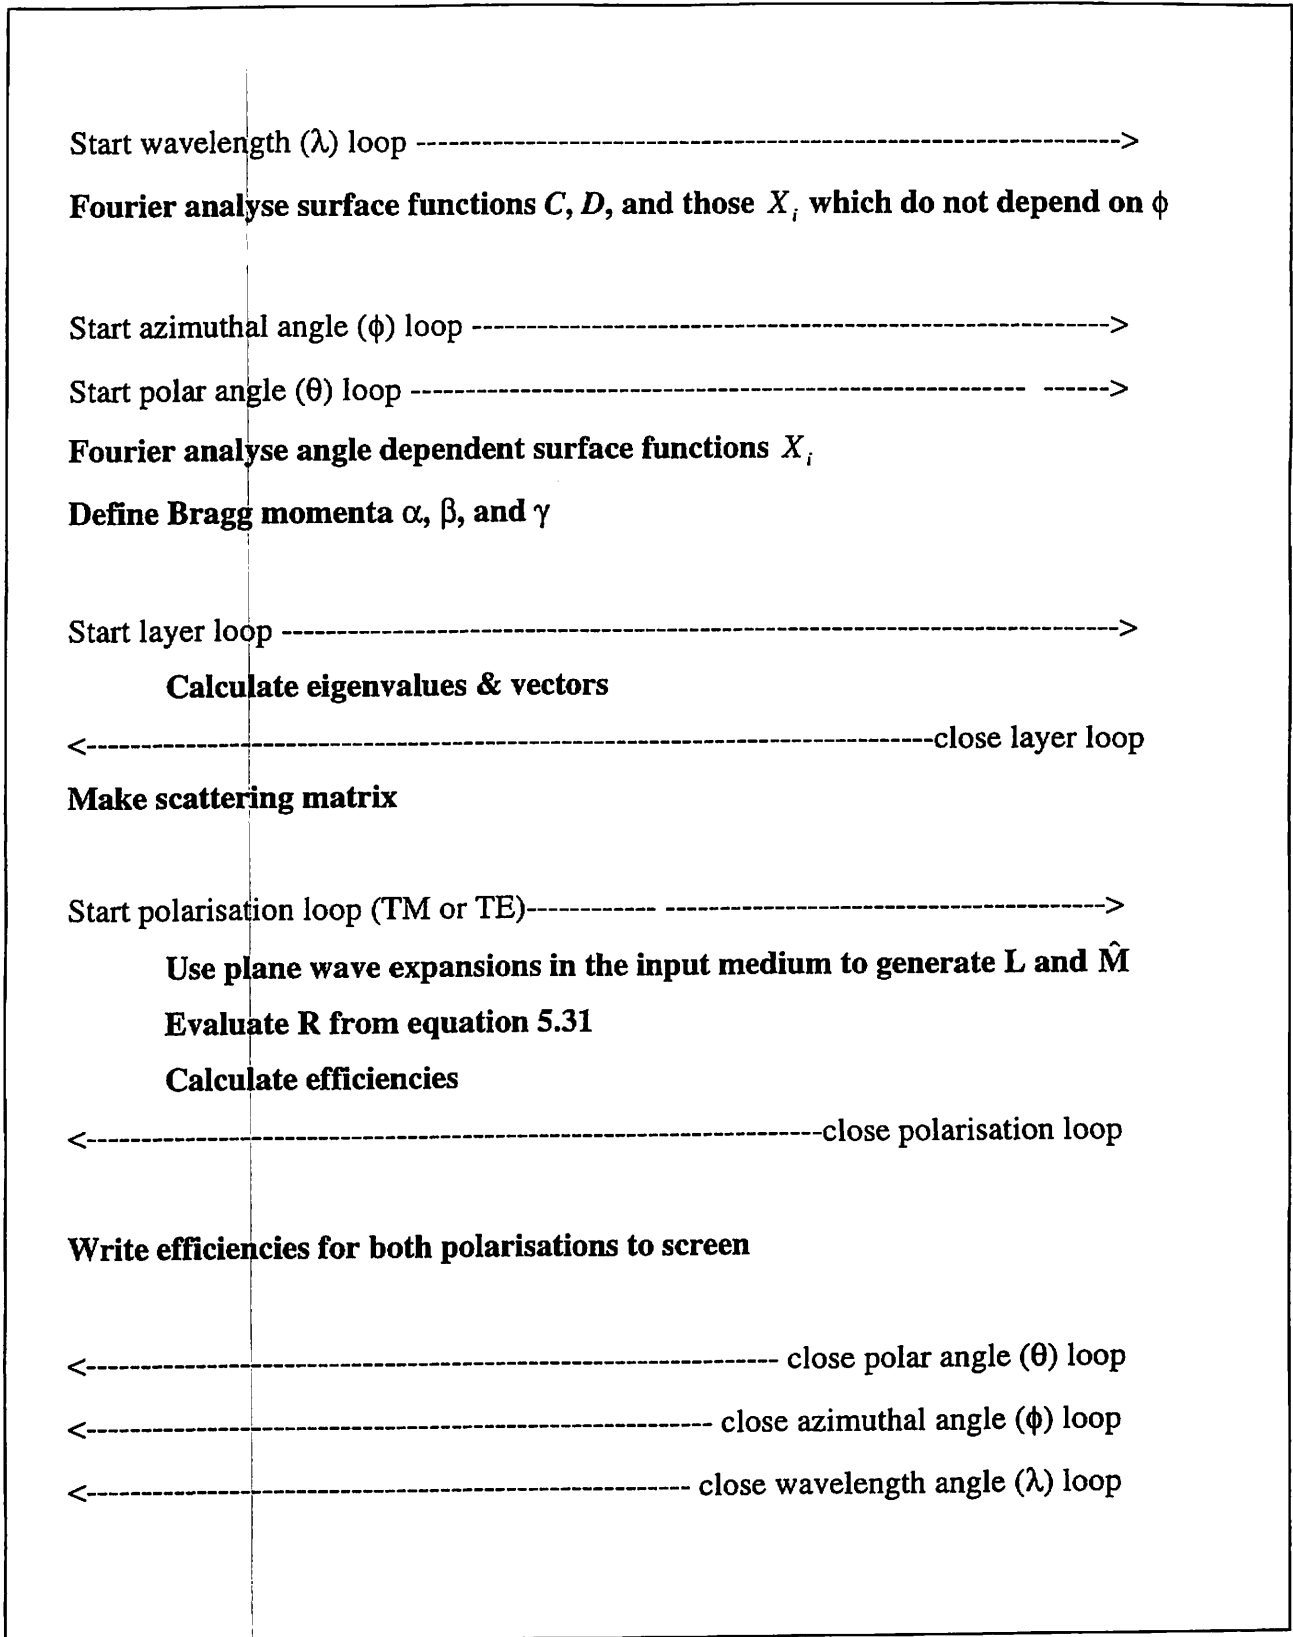 Start wavelength (λ) loop ---------------------------------------------------------------->
Fourier analyse surface functions C, D, and those X_i which do not depend on ϕ
Start azimuthal angle (ϕ) loop ---------------------------------------------------------->
Start polar angle (θ) loop -------------------------------------------------------- ------>
Fourier analyse angle dependent surface functions X_i
Define Bragg momenta α, β, and γ
Start layer loop ---------------------------------------------------------------------------->
Calculate eigenvalues & vectors
<-----------------------------------------------------------------------------close layer loop
Make scattering matrix
Start polarisation loop (TM or TE)------------ ---------------------------------------->
Use plane wave expansions in the input medium to generate L and M̂
Evaluate R from equation 5.31
Calculate efficiencies
<-------------------------------------------------------------------close polarisation loop
Write efficiencies for both polarisations to screen
<--------------------------------------------------------------- close polar angle (θ) loop
<--------------------------------------------------------- close azimuthal angle (ϕ) loop
<------------------------------------------------------- close wavelength angle (λ) loop